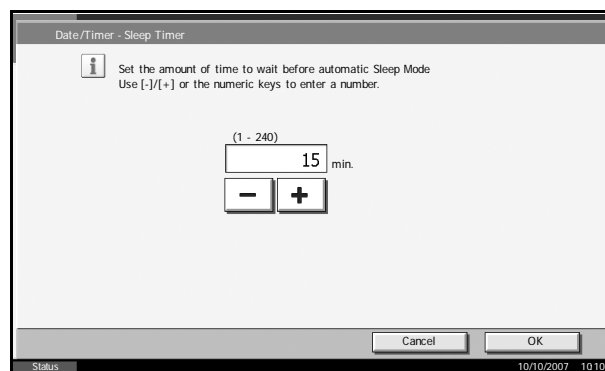 Date/Timer - Sleep Timer
Set the amount of time to wait before automatic Sleep Mode
Use [-]/[+] or the numeric keys to enter a number.
(1 - 240)
15 min.
Cancel OK
Status 10/10/2007 10:10